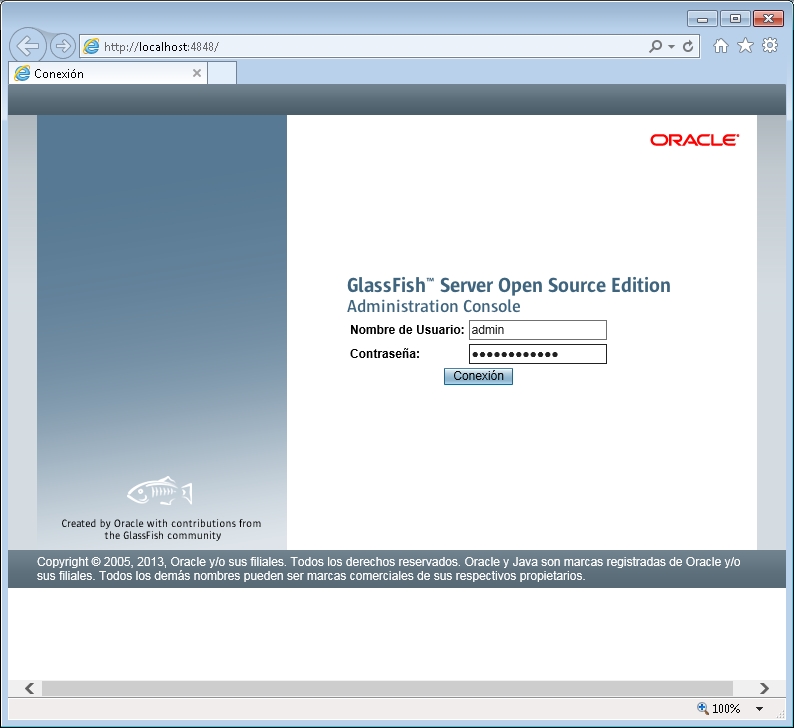 http://localhost:4848/
Conexión
ORACLE
GlassFish™ Server Open Source Edition
Administration Console
Nombre de Usuario: admin
Contraseña: ●●●●●●●●●●●●
Conexión
Created by Oracle with contributions from
the GlassFish community
Copyright © 2005, 2013, Oracle y/o sus filiales. Todos los derechos reservados. Oracle y Java son marcas registradas de Oracle y/o
sus filiales. Todos los demás nombres pueden ser marcas comerciales de sus respectivos propietarios.
100%